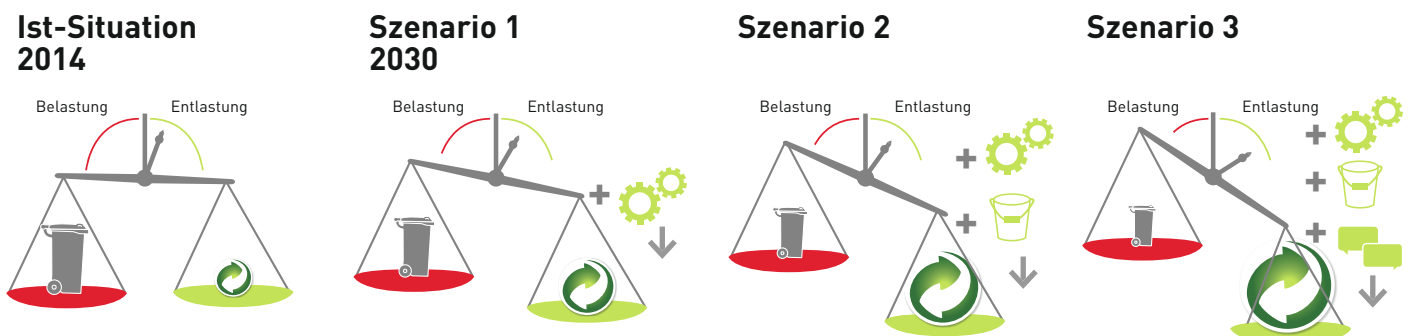 Ist-Situation
2014
Belastung
Entlastung
Szenario 1
2030
Belastung
Entlastung
+
Szenario 2
Belastung
Entlastung
+
+
Szenario 3
Belastung
Entlastung
+
+
+